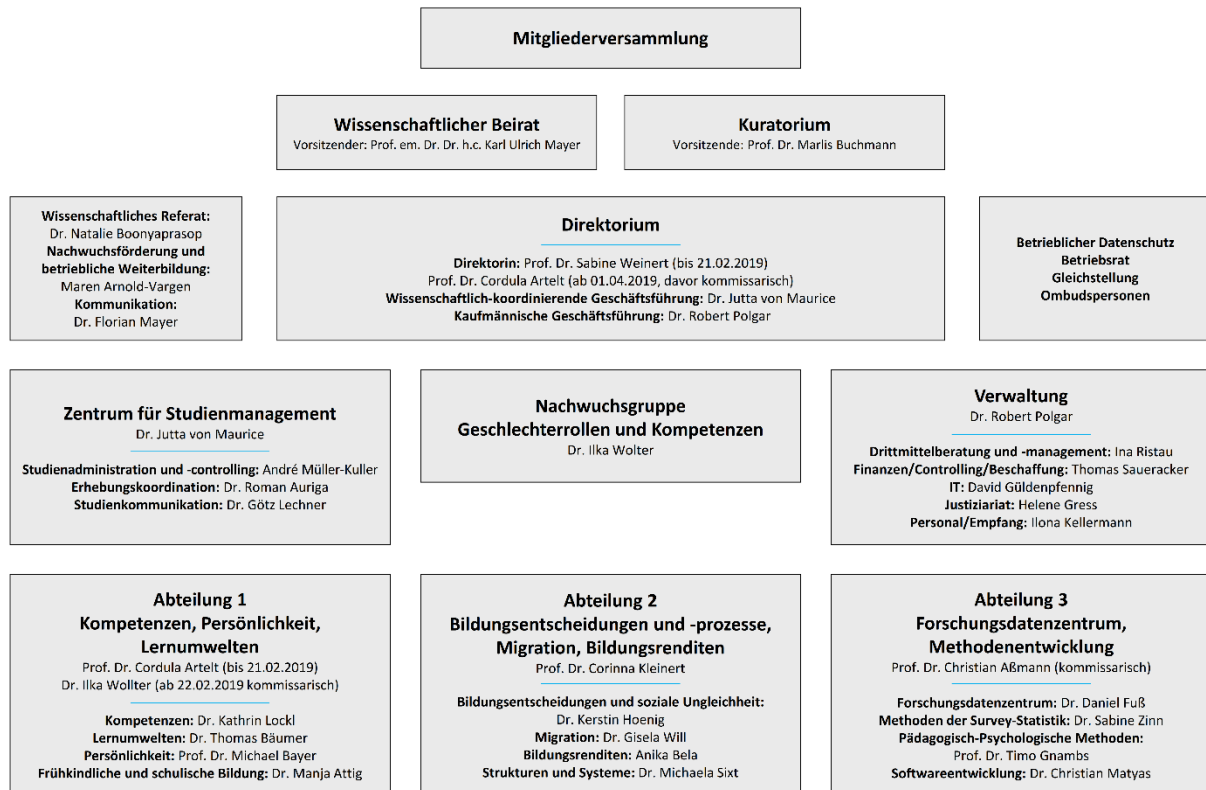 Mitgliederversammlung
Wissenschaftlicher Beirat
Vorsitzender: Prof. em. Dr. Dr. h.c. Karl Ulrich Mayer
Kuratorium
Vorsitzende: Prof. Dr. Marlis Buchmann
Wissenschaftliches Referat:
Dr. Natalie Boonyaprasop
Nachwuchsförderung und
betriebliche Weiterbildung:
Maren Arnold-Vargen
Kommunikation:
Dr. Florian Mayer
Direktorium
Direktorin: Prof. Dr. Sabine Weinert (bis 21.02.2019)
Prof. Dr. Cordula Artelt (ab 01.04.2019, davor kommissarisch)
Wissenschaftlich-koordinierende Geschäftsführung: Dr. Jutta von Maurice
Kaufmännische Geschäftsführung: Dr. Robert Polgar
Betrieblicher Datenschutz
Betriebsrat
Gleichstellung
Ombudspersonen
Zentrum für Studienmanagement
Dr. Jutta von Maurice
Studienadministration und -controlling: André Müller-Kuller
Erhebungskoordination: Dr. Roman Auriga
Studienkommunikation: Dr. Götz Lechner
Nachwuchsgruppe
Geschlechterrollen und Kompetenzen
Dr. Ilka Wolter
Verwaltung
Dr. Robert Polgar
Drittmittelberatung und -management: Ina Ristau
Finanzen/Controlling/Beschaffung: Thomas Saueracker
IT: David Güldenpfennig
Justiziariat: Helene Gress
Personal/Empfang: Ilona Kellermann
Abteilung 1
Kompetenzen, Persönlichkeit,
Lernumwelten
Prof. Dr. Cordula Artelt (bis 21.02.2019)
Dr. Ilka Wollter (ab 22.02.2019 kommissarisch)
Kompetenzen: Dr. Kathrin Lockl
Lernumwelten: Dr. Thomas Bäumer
Persönlichkeit: Prof. Dr. Michael Bayer
Frühkindliche und schulische Bildung: Dr. Manja Attig
Abteilung 2
Bildungsentscheidungen und -prozesse,
Migration, Bildungsrenditen
Prof. Dr. Corinna Kleinert
Bildungsentscheidungen und soziale Ungleichheit:
Dr. Kerstin Hoenig
Migration: Dr. Gisela Will
Bildungsrenditen: Anika Bela
Strukturen und Systeme: Dr. Michaela Sixt
Abteilung 3
Forschungsdatenzentrum,
Methodenentwicklung
Prof. Dr. Christian Aßmann (kommissarisch)
Forschungsdatenzentrum: Dr. Daniel Fuß
Methoden der Survey-Statistik: Dr. Sabine Zinn
Pädagogisch-Psychologische Methoden:
Prof. Dr. Timo Gnambs
Softwareentwicklung: Dr. Christian Matyas